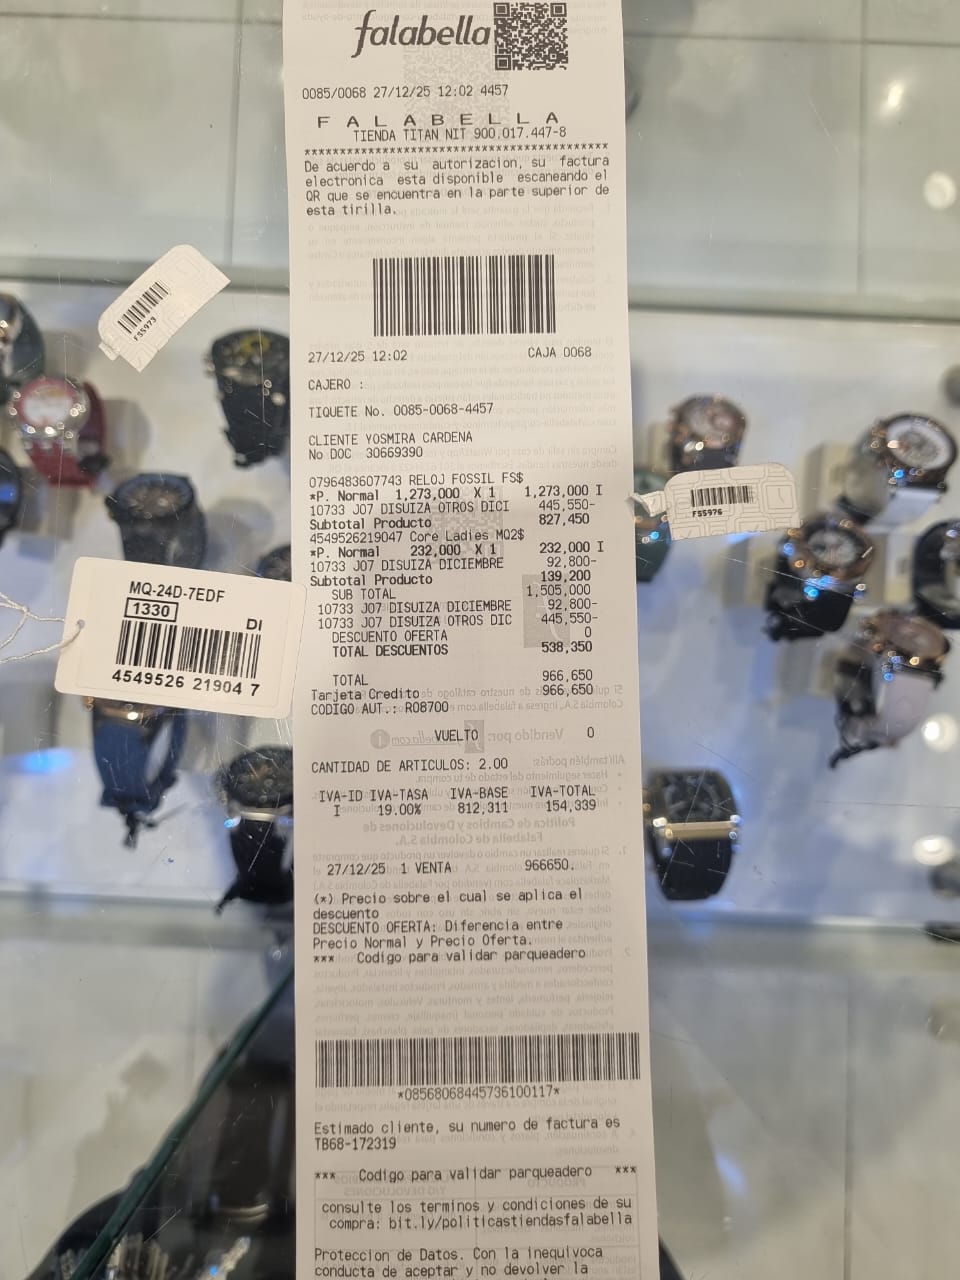 falabella
0085/0068 27/12/25 12:02 4457
F A L A B E L L A
TIENDA TITAN NIT 900.017.447-8
******************************************
De acuerdo a su autorizacion, su factura
electronica esta disponible escaneando el
QR que se encuentra en la parte superior de
esta tirilla.
27/12/25 12:02 CAJA 0068
CAJERO :
TIQUETE No. 0085-0068-4457
CLIENTE YOSMIRA CARDENA
No DOC 30669390
0796483607743 RELOJ FOSSIL FS$
*P. Normal 1,273,000 X 1 1,273,000 I
10733 J07 DISUIZA OTROS DICI 445,550-
Subtotal Producto 827,450
4549526219047 Core Ladies MQ2$
*P. Normal 232,000 X 1 232,000 I
10733 J07 DISUIZA DICIEMBRE 92,800-
Subtotal Producto 139,200
SUB TOTAL 1,505,000
10733 J07 DISUIZA DICIEMBRE 92,800-
10733 J07 DISUIZA OTROS DIC 445,550-
DESCUENTO OFERTA 0
TOTAL DESCUENTOS 538,350
TOTAL 966,650
Tarjeta Credito 966,650
CODIGO AUT.: R08700
VUELTO 0
CANTIDAD DE ARTICULOS: 2.00
IVA-ID IVA-TASA IVA-BASE IVA-TOTAL
I 19.00% 812,311 154,339
27/12/25 1 VENTA 966650.
(*) Precio sobre el cual se aplica el
descuento
DESCUENTO OFERTA: Diferencia entre
Precio Normal y Precio Oferta.
*** Codigo para validar parqueadero
*08568068445736100117*
Estimado cliente, su numero de factura es
TB68-172319
*** Codigo para validar parqueadero ***
consulte los terminos y condiciones de su
compra: bit.ly/politicastiendasfalabella
Proteccion de Datos. Con la inequivoca
conducta de aceptar y no devolver la
FS5973
FS5976
MQ-24D-7EDF
1330
DI
4549526 21904 7